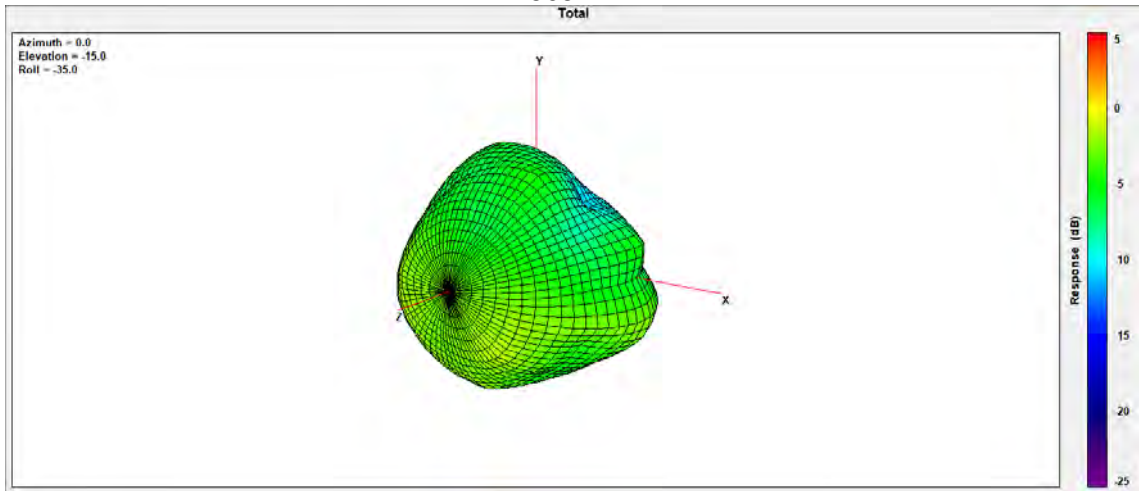 Total
Azimuth = 0.0
Elevation = -15.0
Roll = -35.0
Y
X
Z
5
0
5
10
15
-20
-25
Response (dB)